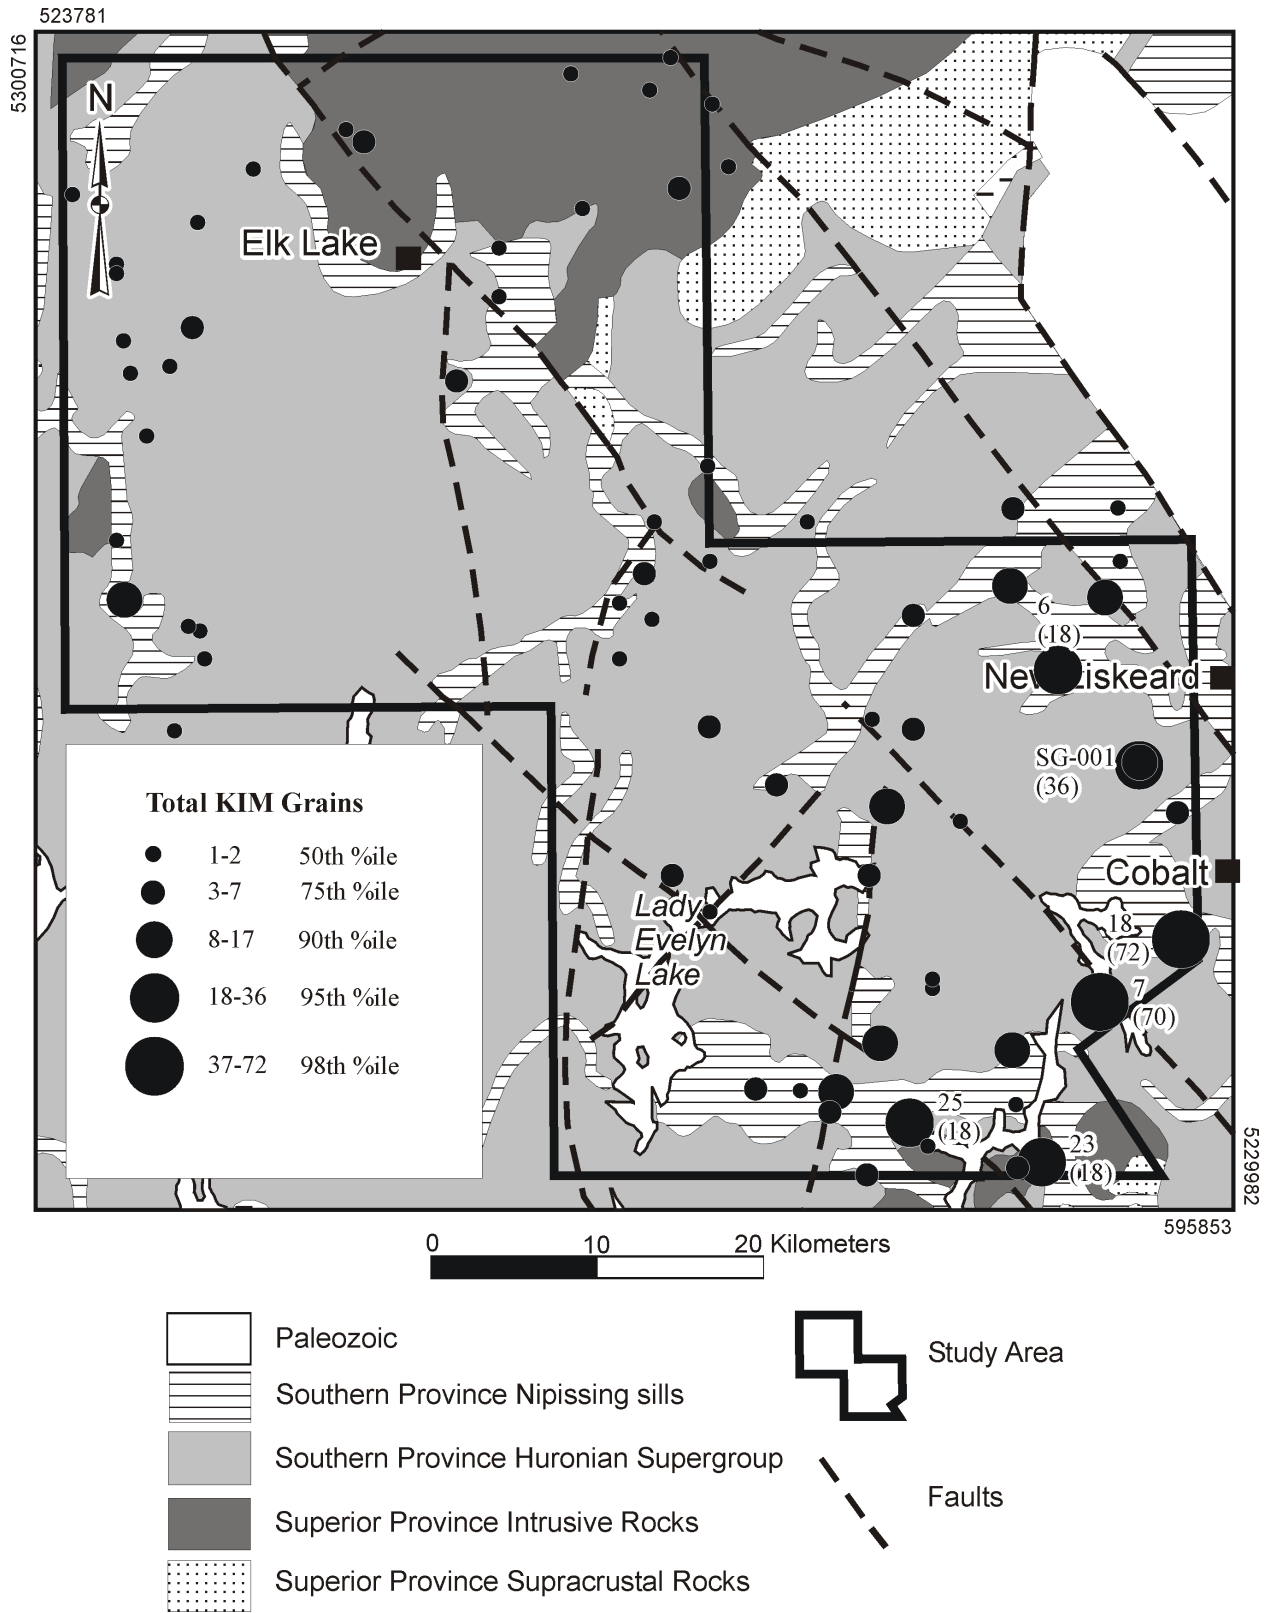 523781
5300716
N
Elk Lake
6
(18)
New Liskeard
SG-001
(36)
Total KIM Grains
1-2 50th %ile
3-7 75th %ile
8-17 90th %ile
18-36 95th %ile
37-72 98th %ile
Cobalt
Lady
Evelyn
Lake
18
(72)
7
(70)
25
(18)
23
(18)
5229982
595853
0 10 20 Kilometers
Paleozoic
Southern Province Nipissing sills
Southern Province Huronian Supergroup
Superior Province Intrusive Rocks
Superior Province Supracrustal Rocks
Study Area
Faults